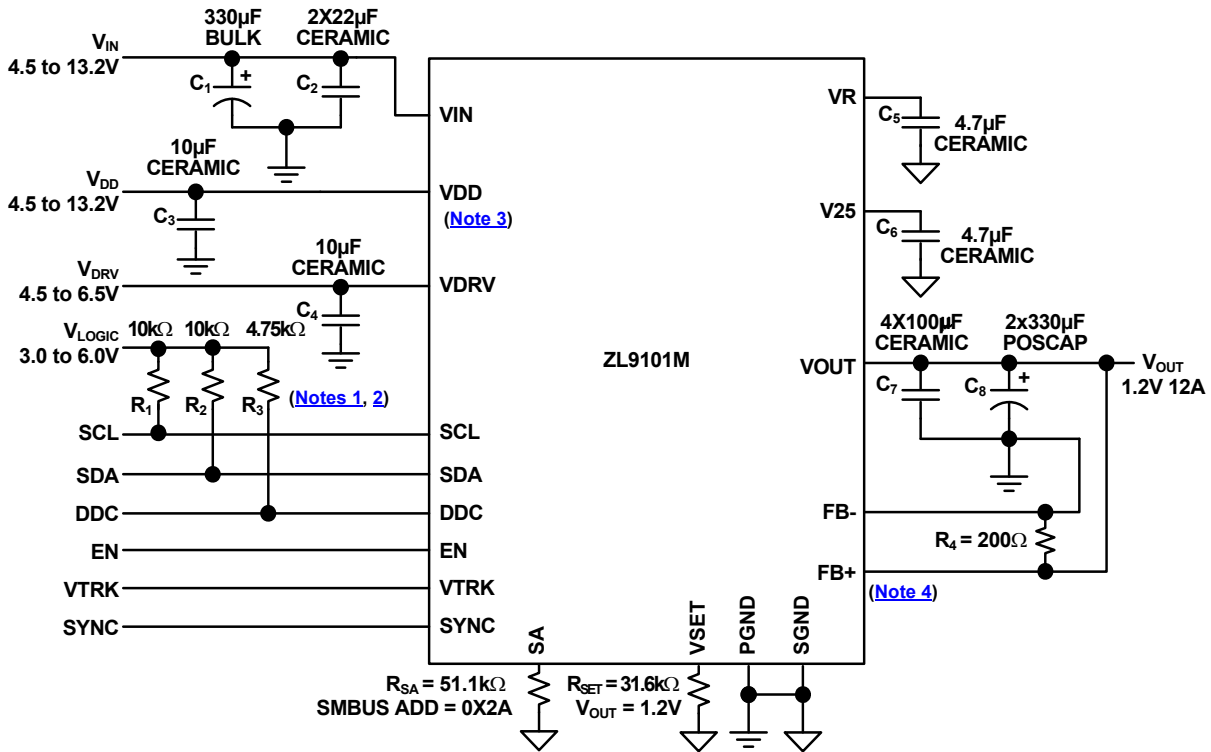 330µF
BULK
2X22µF
CERAMIC
VIN
4.5 to 13.2V
C1
+
C2
VIN
10µF
CERAMIC
VDD
4.5 to 13.2V
C3
VDD
(Note 3)
10µF
CERAMIC
VDRV
4.5 to 6.5V
C4
VDRV
VLOGIC
3.0 to 6.0V
10kΩ
10kΩ
4.75kΩ
R1
R2
R3
(Notes 1, 2)
SCL
SCL
SDA
SDA
DDC
DDC
EN
EN
VTRK
VTRK
SYNC
SYNC
ZL9101M
VR
C5
4.7µF
CERAMIC
V25
C6
4.7µF
CERAMIC
4X100µF
CERAMIC
2x330µF
POSCAP
VOUT
C7
C8
+
VOUT
1.2V 12A
FB-
R4 = 200Ω
FB+
(Note 4)
SA
VSET
PGND
SGND
RSA = 51.1kΩ
SMBUS ADD = 0X2A
RSET = 31.6kΩ
VOUT = 1.2V